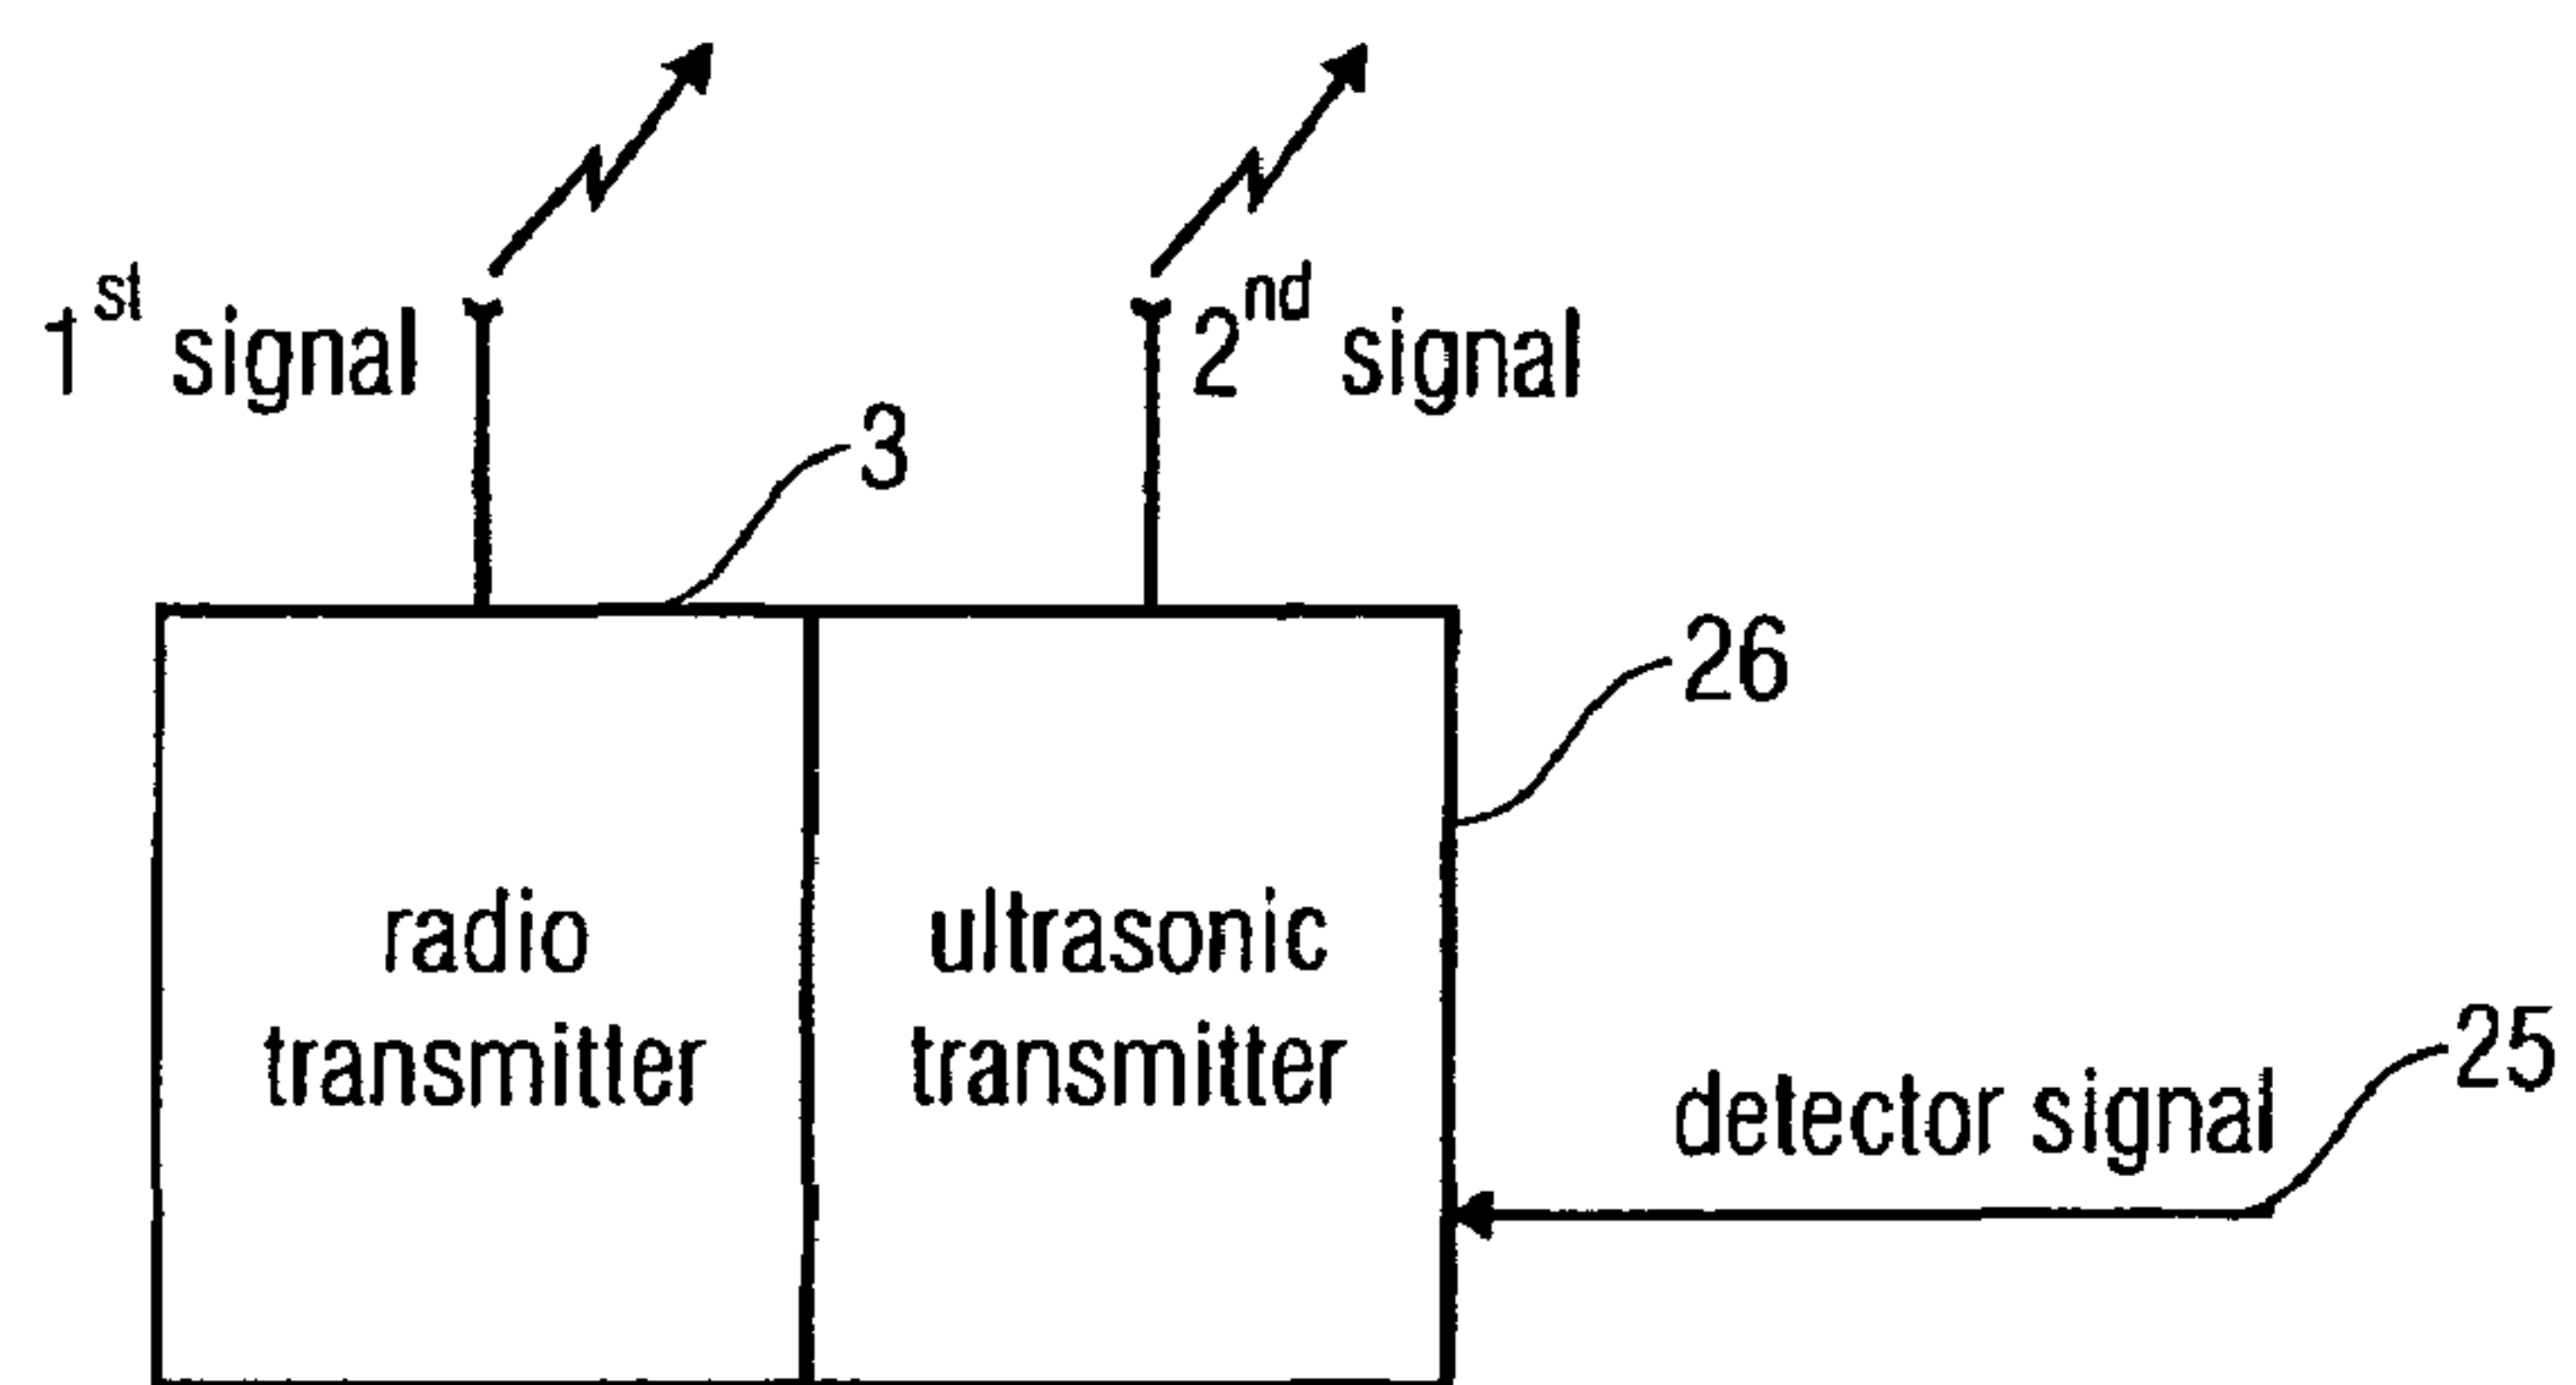 1st signal
2nd signal
3
26
radio
transmitter
ultrasonic
transmitter
25
detector signal